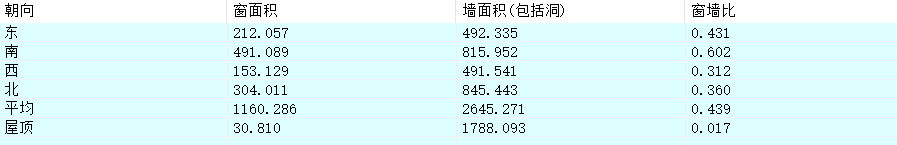 朝向 窗面积 墙面积(包括洞) 窗墙比
东 212.057 492.335 0.431
南 491.089 815.952 0.602
西 153.129 491.541 0.312
北 304.011 845.443 0.360
平均 1160.286 2645.271 0.439
屋顶 30.810 1788.093 0.017